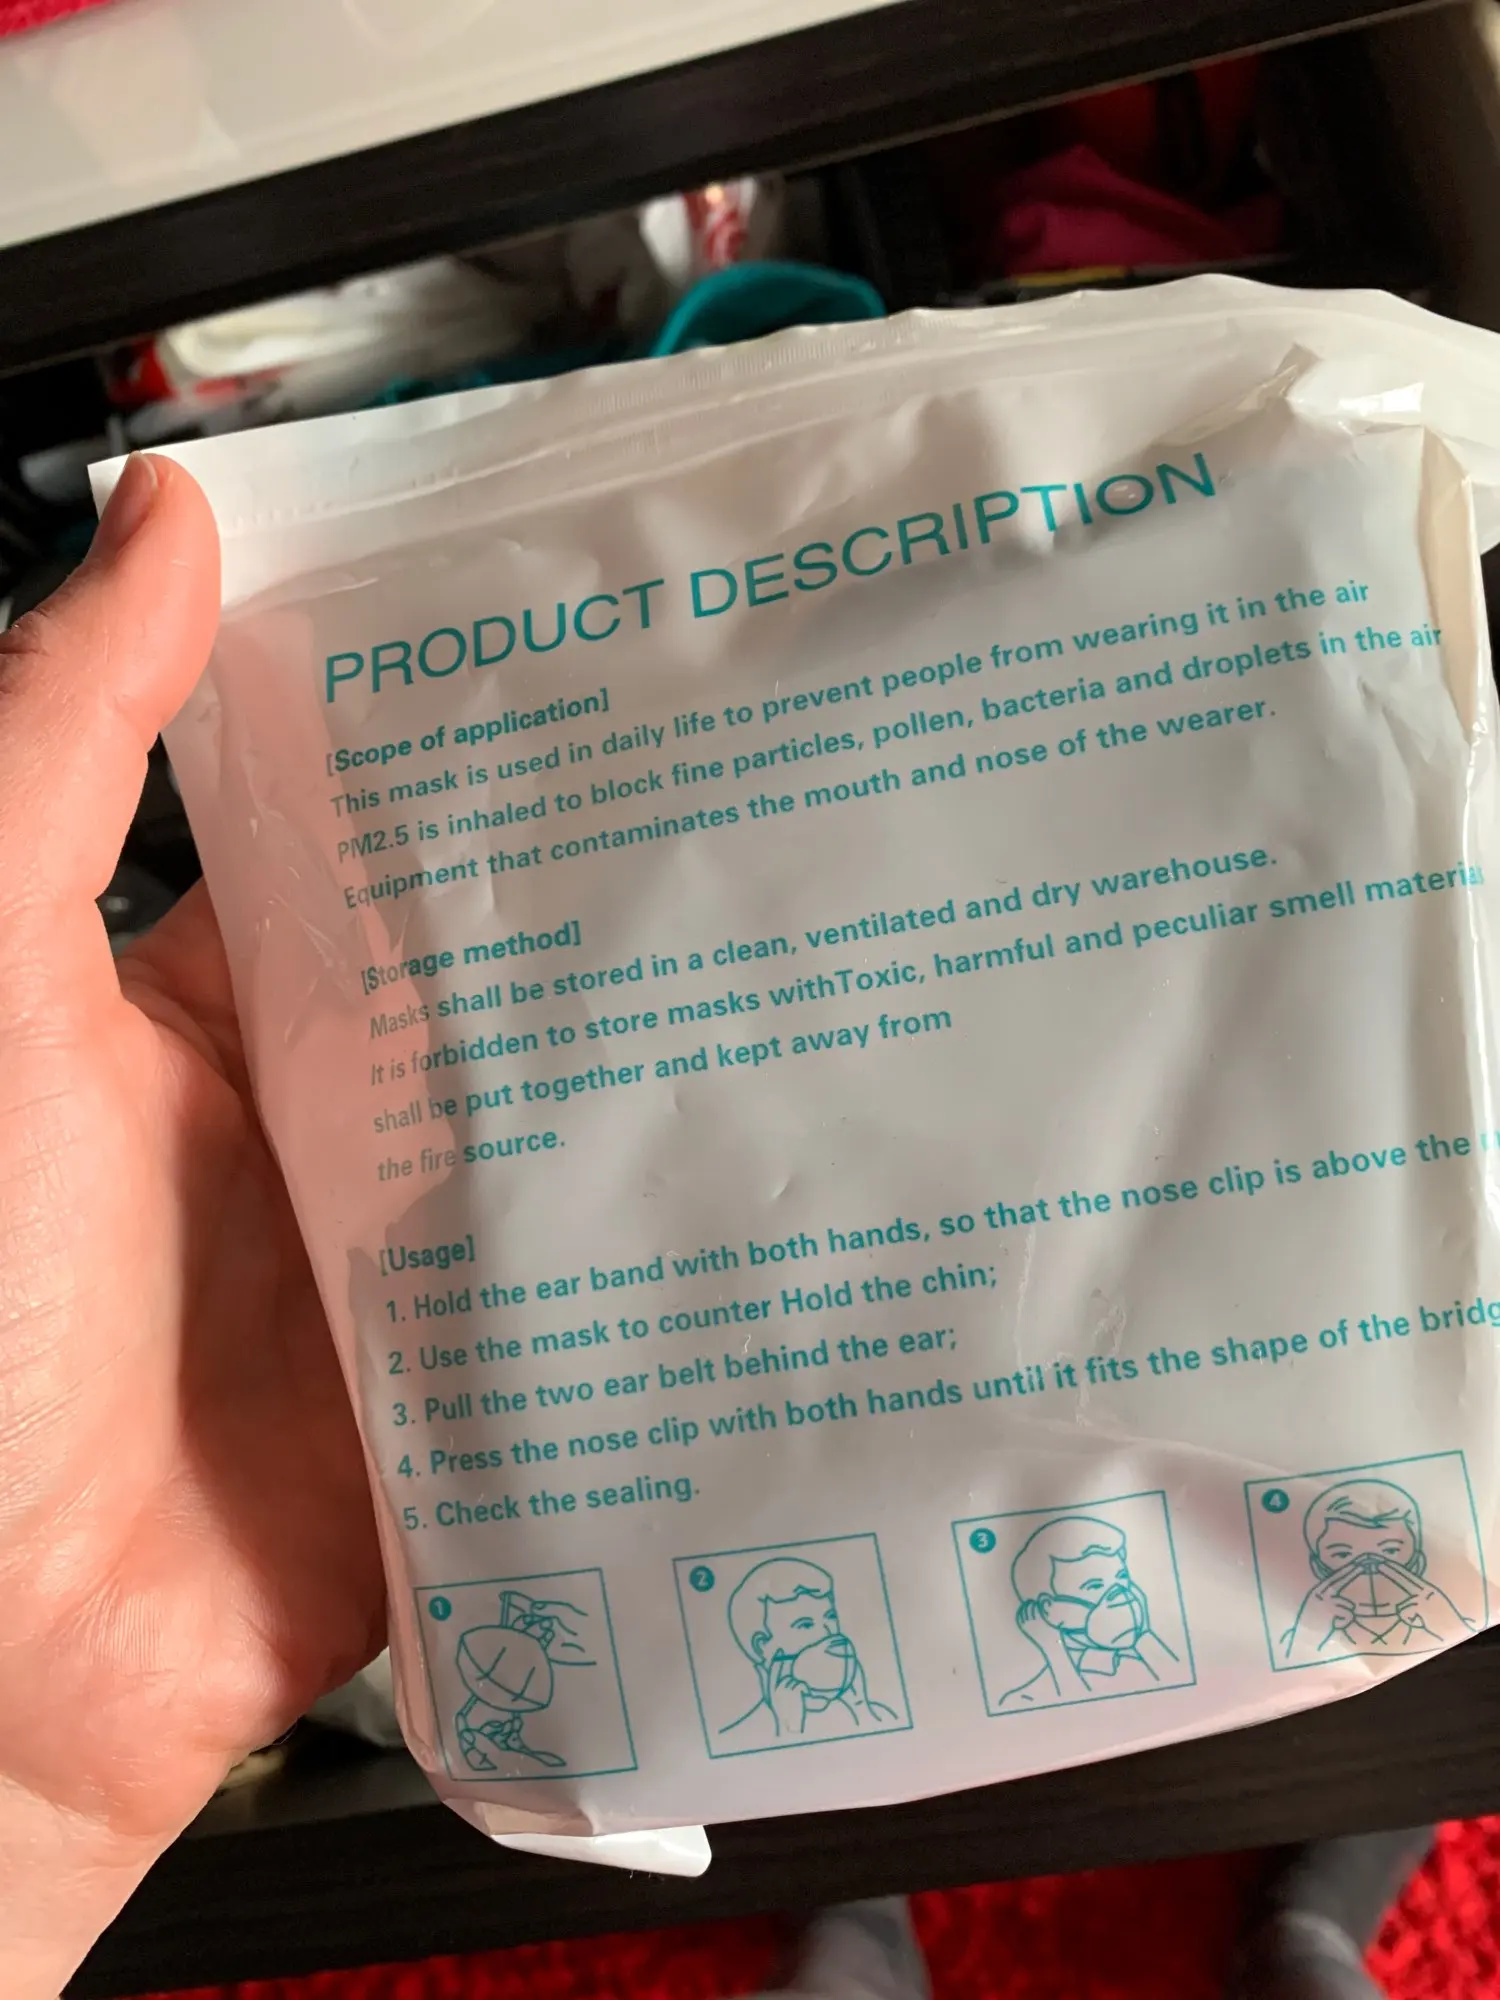 PRODUCT DESCRIPTION
[Scope of application]
This mask is used in daily life to prevent people from wearing it in the air
PM2.5 is inhaled to block fine particles, pollen, bacteria and droplets in the air
Equipment that contaminates the mouth and nose of the wearer.
[Storage method]
Masks shall be stored in a clean, ventilated and dry warehouse.
It is forbidden to store masks withToxic, harmful and peculiar smell
shall be put together and kept away from
the fire source.
[Usage]
1. Hold the ear band with both hands, so that the nose clip is above the
2. Use the mask to counter Hold the chin;
3. Pull the two ear belt behind the ear;
4. Press the nose clip with both hands until it fits the shape of the
5. Check the sealing.
1
2
3
4